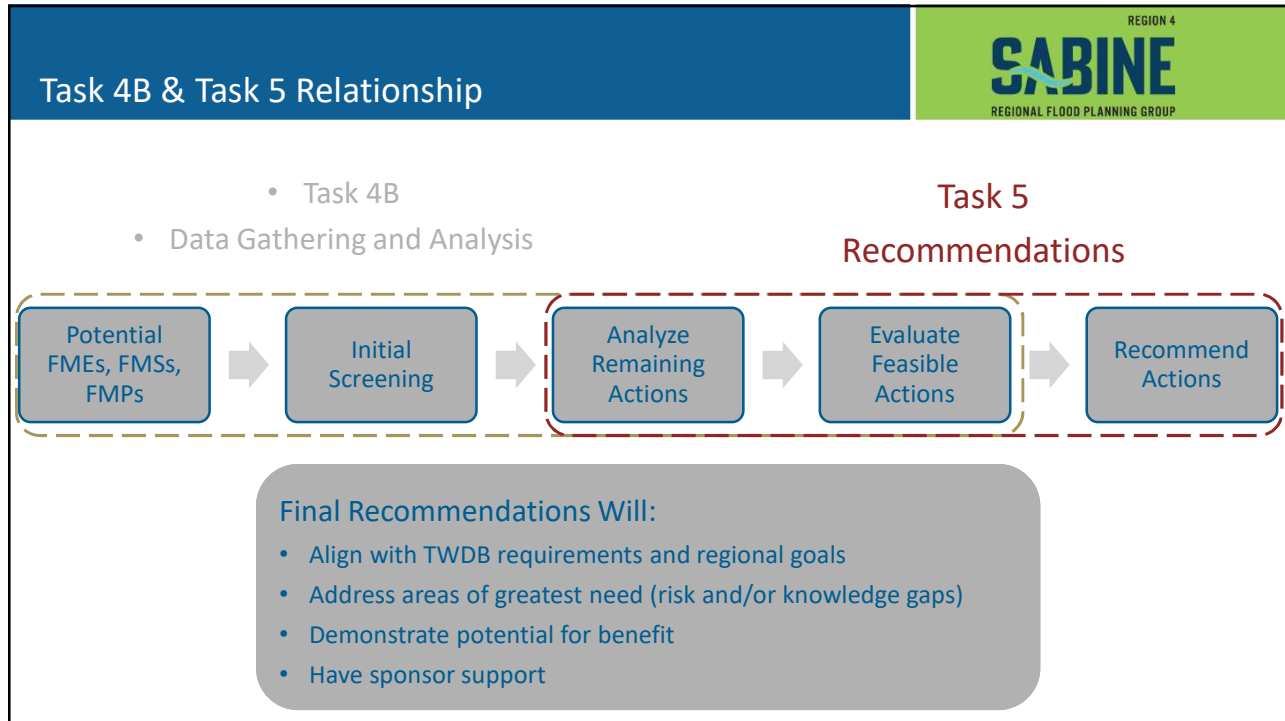 Task 4B & Task 5 Relationship
REGION 4
SABINE
REGIONAL FLOOD PLANNING GROUP
• Task 4B
• Data Gathering and Analysis
Task 5
Recommendations
Potential
FMEs, FMSs,
FMPs
Initial
Screening
Analyze
Remaining
Actions
Evaluate
Feasible
Actions
Recommend
Actions
Final Recommendations Will:
• Align with TWDB requirements and regional goals
• Address areas of greatest need (risk and/or knowledge gaps)
• Demonstrate potential for benefit
• Have sponsor support